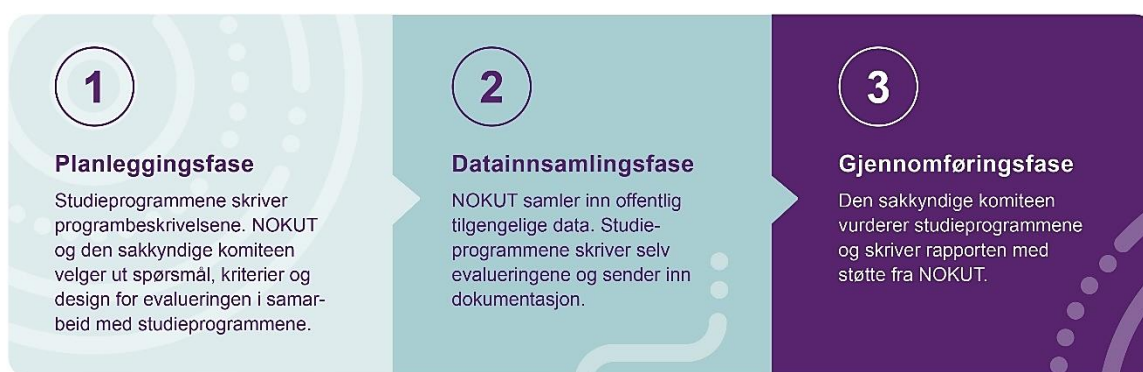 1
Planleggingsfase
Studieprogrammene skriver
programbeskrivelsene. NOKUT
og den sakkyndige komiteen
velger ut spørsmål, kriterier og
design for evalueringen i samar-
beid med studieprogrammene.
2
Datainnsamlingsfase
NOKUT samler inn offentlig
tilgengelige data. Studie-
programmene skriver selv
evalueringene og sender inn
dokumentasjon.
3
Gjennomføringsfase
Den sakkyndige komiteen
vurderer studieprogrammene
og skriver rapporten med
støtte fra NOKUT.